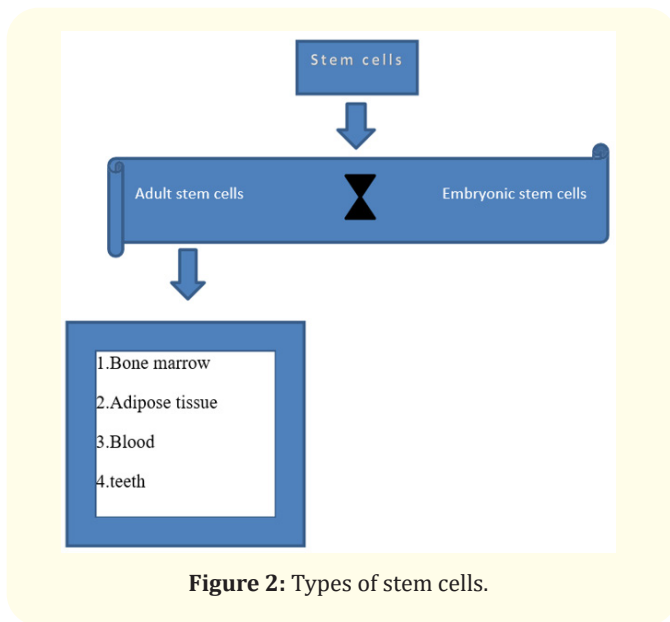 Stem cells
Adult stem cells
Embryonic stem cells
1.Bone marrow
2.Adipose tissue
3.Blood
4.teeth
Figure 2: Types of stem cells.